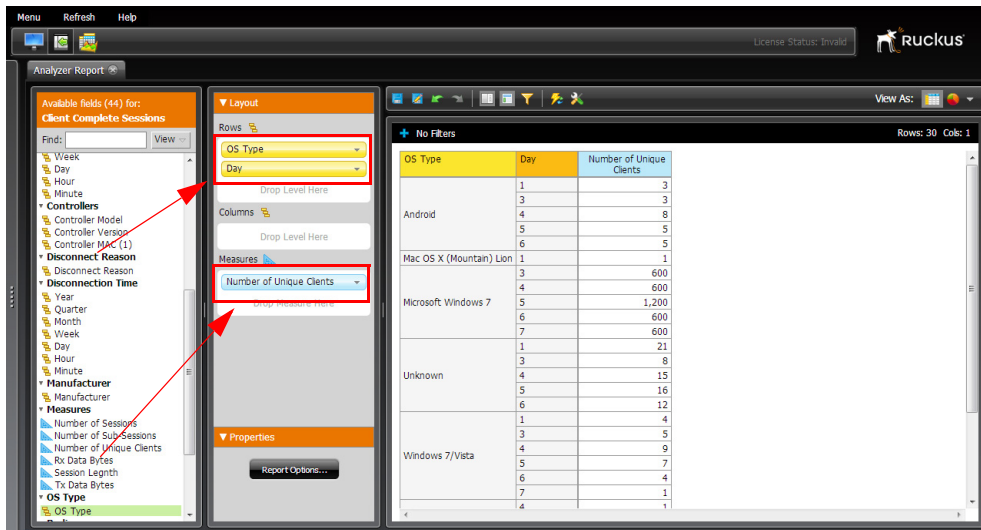 Menu Refresh Help
License Status: Invalid
Ruckus
Analyzer Report
Available fields (44) for:
Client Complete Sessions
Find:
View
Week
Day
Hour
Minute
Controllers
Controller Model
Controller Version
Controller MAC (1)
Disconnect Reason
Disconnect Reason
Disconnection Time
Year
Quarter
Month
Week
Day
Hour
Minute
Manufacturer
Manufacturer
Measures
Number of Sessions
Number of Sub-Sessions
Number of Unique Clients
Rx Data Bytes
Session Legnth
Tx Data Bytes
OS Type
OS Type
Layout
Rows
OS Type
Day
Drop Level Here
Columns
Drop Level Here
Measures
Number of Unique Clients
Drop Measure Here
Properties
Report Options...
View As:
No Filters
Rows: 30 Cols: 1
OS Type Day Number of Unique
Clients
Android 1 3
3 3
4 8
5 5
6 5
Mac OS X (Mountain) Lion 1 1
Microsoft Windows 7 3 600
4 600
5 1,200
6 600
7 600
Unknown 1 21
3 8
4 15
5 16
6 12
Windows 7/Vista 1 4
3 5
4 9
5 7
6 4
7 1
4 1